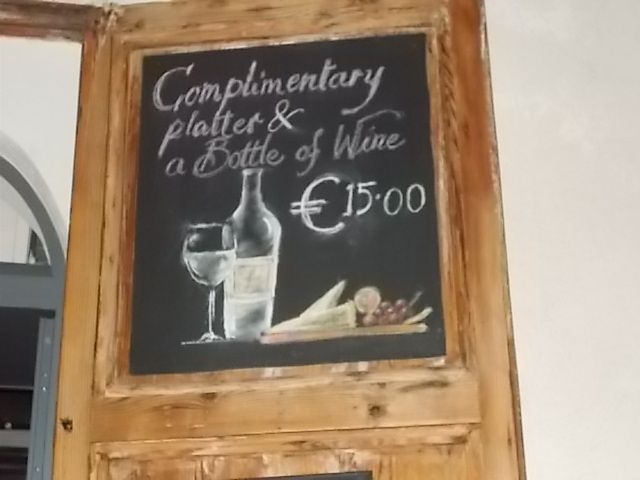 Complimentary
platter &
a Bottle of Wine
€15.00